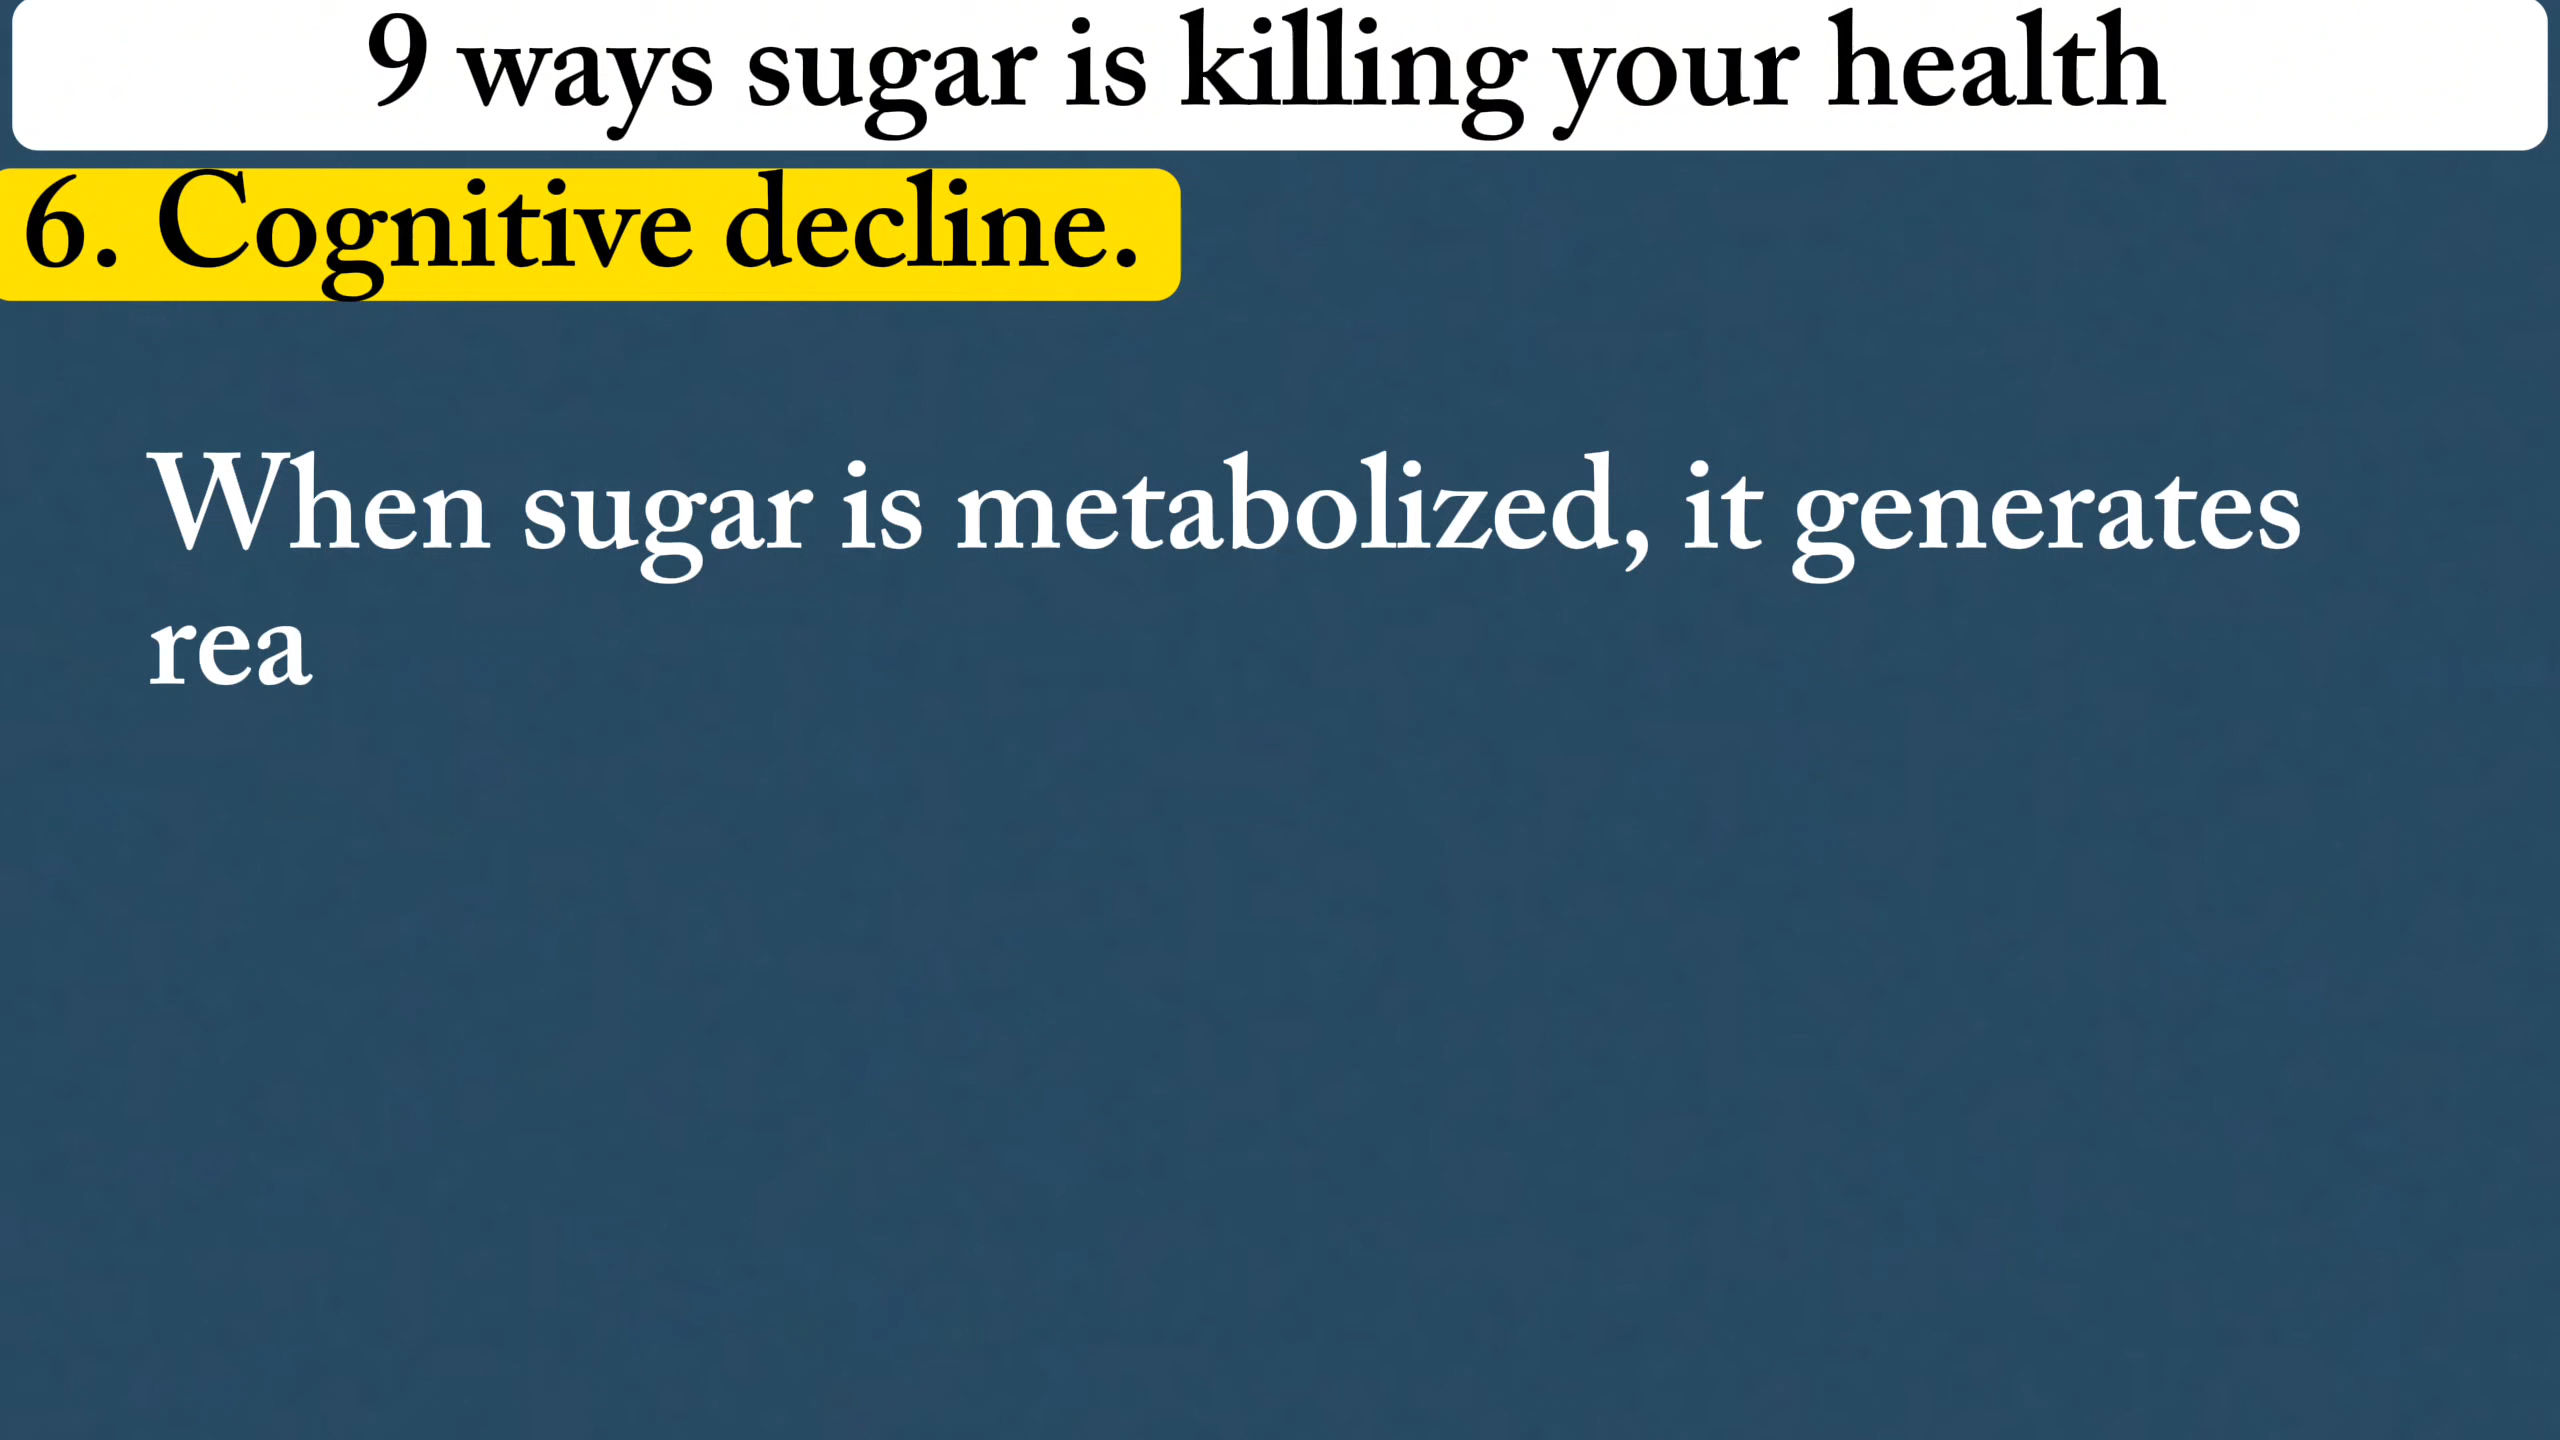 9 ways sugar is killing your health
6. Cognitive decline.
When sugar is metabolized, it generates
rea